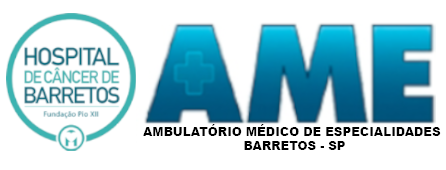 HOSPITAL
DE CÂNCER DE
BARRETOS
Fundação Pio XII
AME
AMBULATÓRIO MÉDICO DE ESPECIALIDADES
BARRETOS - SP